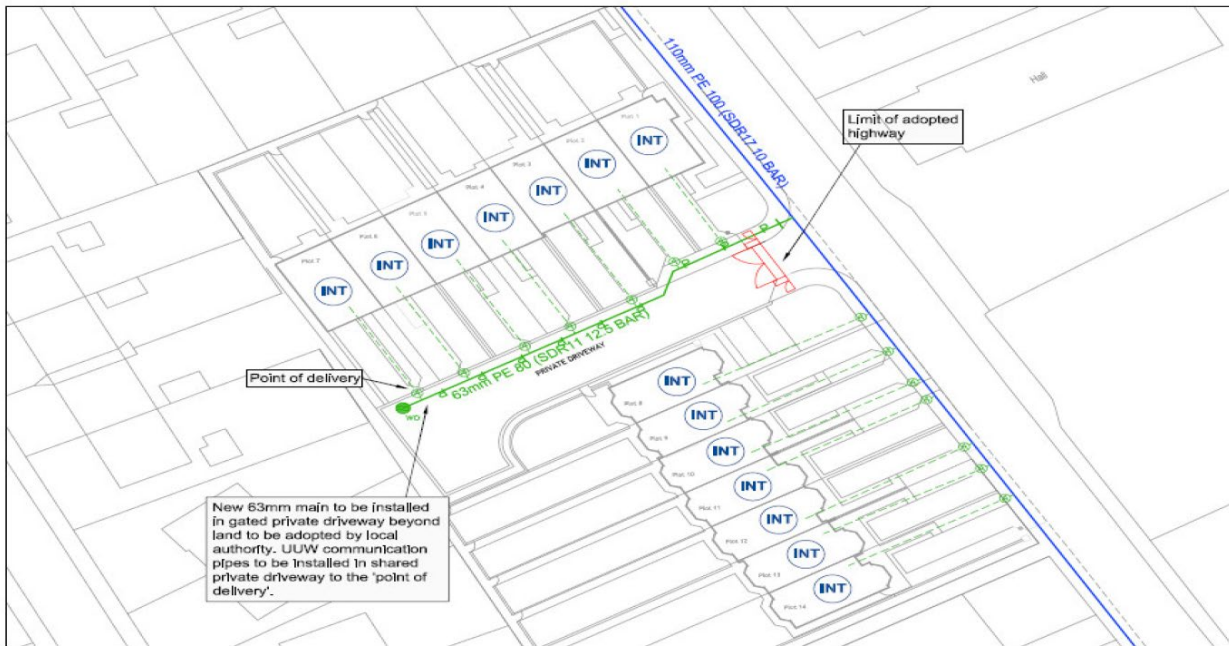 110mm PE 100 (SDR17 10 BAR)
Hall
Limit of adopted
highway
Plot 1
INT
Plot 2
INT
Plot 3
INT
Plot 4
INT
Plot 5
INT
Plot 6
INT
Plot 7
INT
63mm PE 80 (SDR11 12.5 BAR)
PRIVATE DRIVEWAY
Point of delivery
WO
Plot 8
INT
Plot 9
INT
Plot 10
INT
Plot 11
INT
Plot 12
INT
Plot 13
INT
Plot 14
INT
New 63mm main to be installed
in gated private driveway beyond
land to be adopted by local
authority. UUW communication
pipes to be installed in shared
private driveway to the 'point of
delivery'.